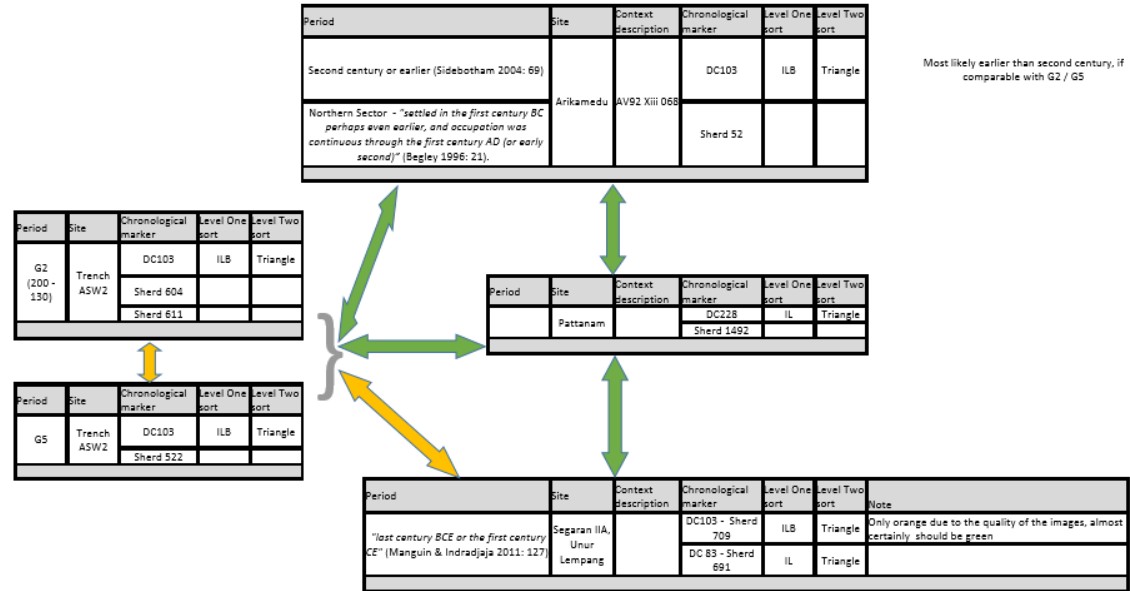 Period
Site
Context description
Chronological marker
Level One sort
Level Two sort
Second century or earlier (Sidebotham 2004: 69)
Arikamedu
AV92 Xiii 068
DC103
ILB
Triangle
Northern Sector - "settled in the first century BC
perhaps even earlier, and occupation was
continuous through the first century AD (or early
second)" (Begley 1996: 21).
Sherd 52
Most likely earlier than second century, if
comparable with G2 / G5
Period
Site
Chronological marker
Level One sort
Level Two sort
G2
(200 -
130)
Trench
ASW2
DC103
ILB
Triangle
Sherd 604
Sherd 611
Period
Site
Context description
Chronological marker
Level One sort
Level Two sort
Pattanam
DC228
IL
Triangle
Sherd 1492
}
Period
Site
Chronological marker
Level One sort
Level Two sort
G5
Trench
ASW2
DC103
ILB
Triangle
Sherd 522
Period
Site
Context description
Chronological marker
Level One sort
Level Two sort
Note
"last century BCE or the first century
CE" (Manguin & Indradjaja 2011: 127)
Segaran IIA,
Unur
Lempang
DC103 - Sherd
709
ILB
Triangle
Only orange due to the quality of the images, almost
certainly should be green
DC 83 - Sherd
691
IL
Triangle